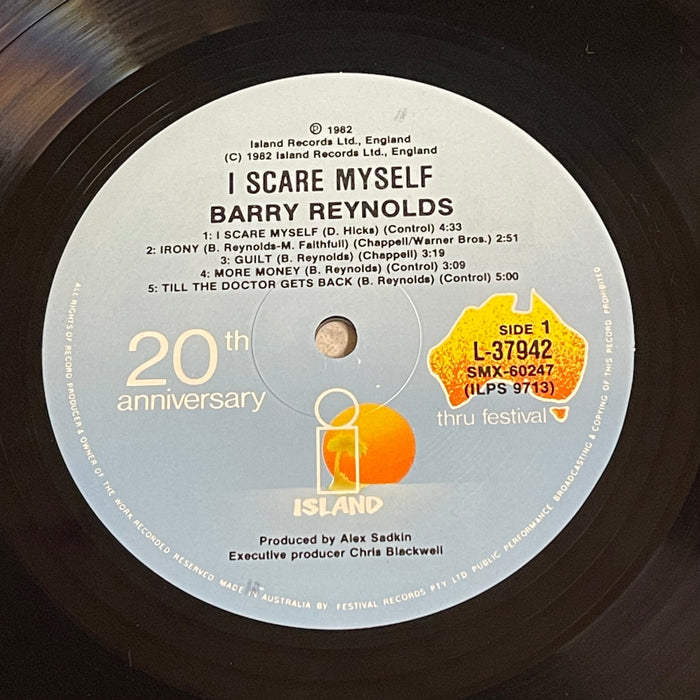 ℗ 1982
Island Records Ltd., England
(C) 1982 Island Records Ltd., England
I SCARE MYSELF
BARRY REYNOLDS
1: I SCARE MYSELF (D. Hicks) (Control) 4:33
2: IRONY (B. Reynolds-M. Faithfull) (Chappell/Warner Bros.) 2:51
3: GUILT (B. Reynolds) (Chappell) 3:19
4: MORE MONEY (B. Reynolds) (Control) 3:09
5: TILL THE DOCTOR GETS BACK (B. Reynolds) (Control) 5:00
20th
anniversary
SIDE 1
L-37942
SMX-60247
(ILPS 9713)
thru festival
ISLAND
Produced by Alex Sadkin
Executive producer Chris Blackwell
ALL RIGHTS OF RECORD PRODUCER & OWNER OF THE WORK RECORDED RESERVED MADE IN AUSTRALIA BY FESTIVAL RECORDS PTY LTD PUBLIC PERFORMANCE BROADCASTING & COPYING OF THIS RECORD PROHIBITED